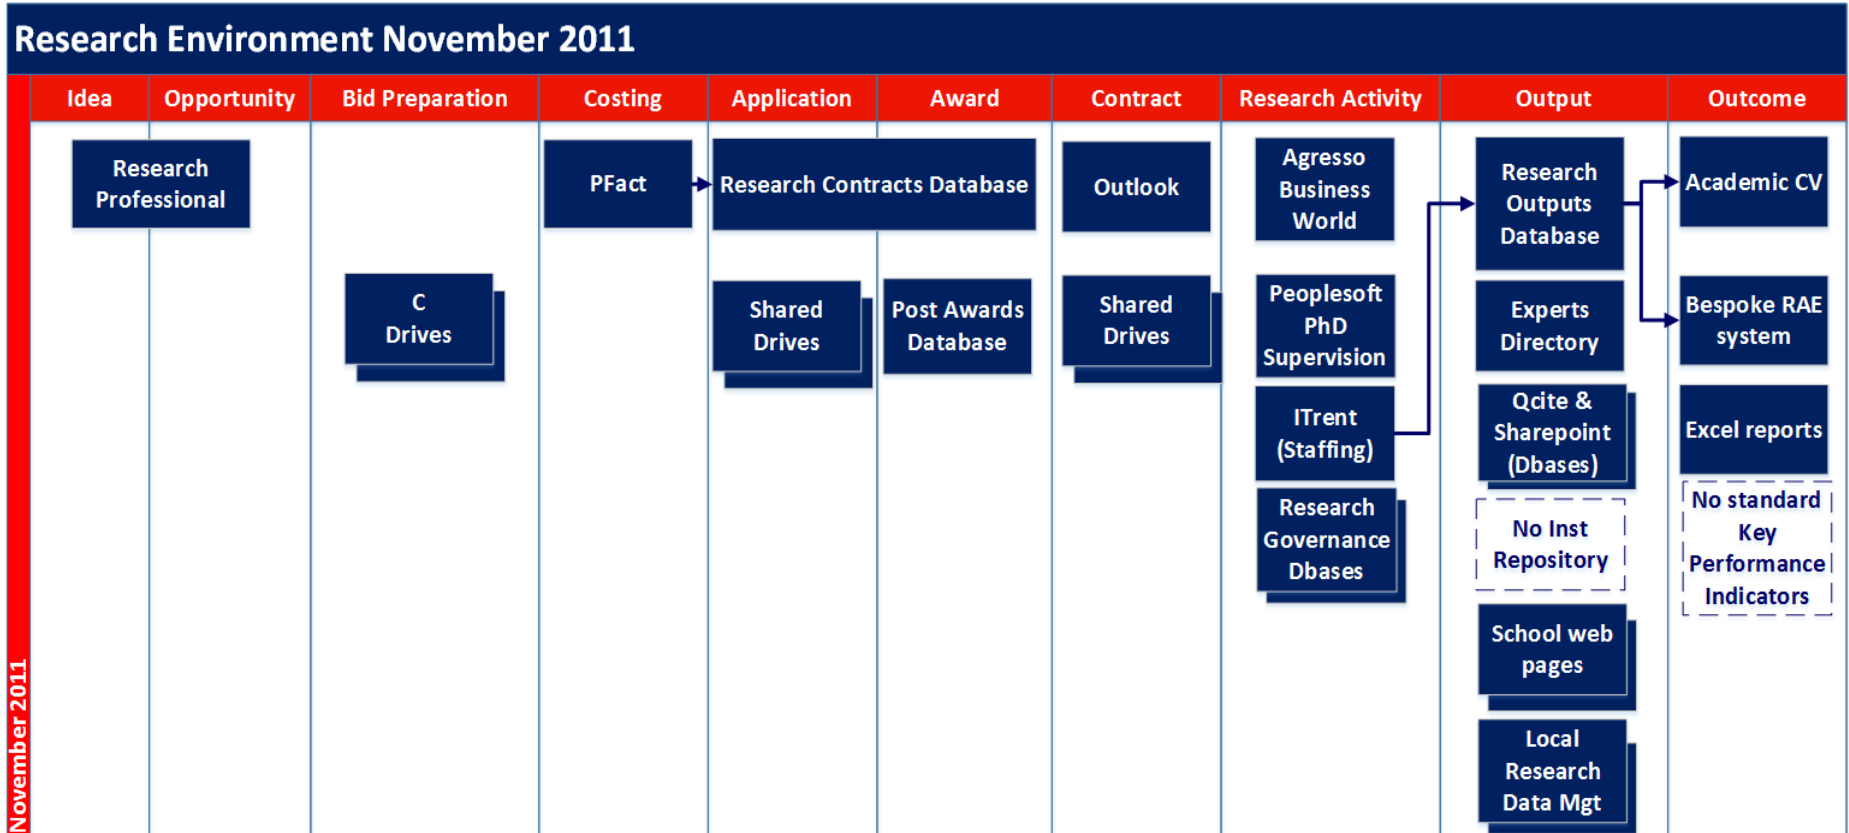 Research Environment November 2011
Idea
Opportunity
Bid Preparation
Costing
Application
Award
Contract
Research Activity
Output
Outcome
November 2011
Research
Professional
C
Drives
PFact
Research Contracts Database
Shared
Drives
Post Awards
Database
Outlook
Shared
Drives
Agresso
Business
World
Peoplesoft
PhD
Supervision
ITrent
(Staffing)
Research
Governance
Dbases
Research
Outputs
Database
Experts
Directory
Qcite &
Sharepoint
(Dbases)
No Inst
Repository
School web
pages
Local
Research
Data Mgt
Academic CV
Bespoke RAE
system
Excel reports
No standard
Key
Performance
Indicators